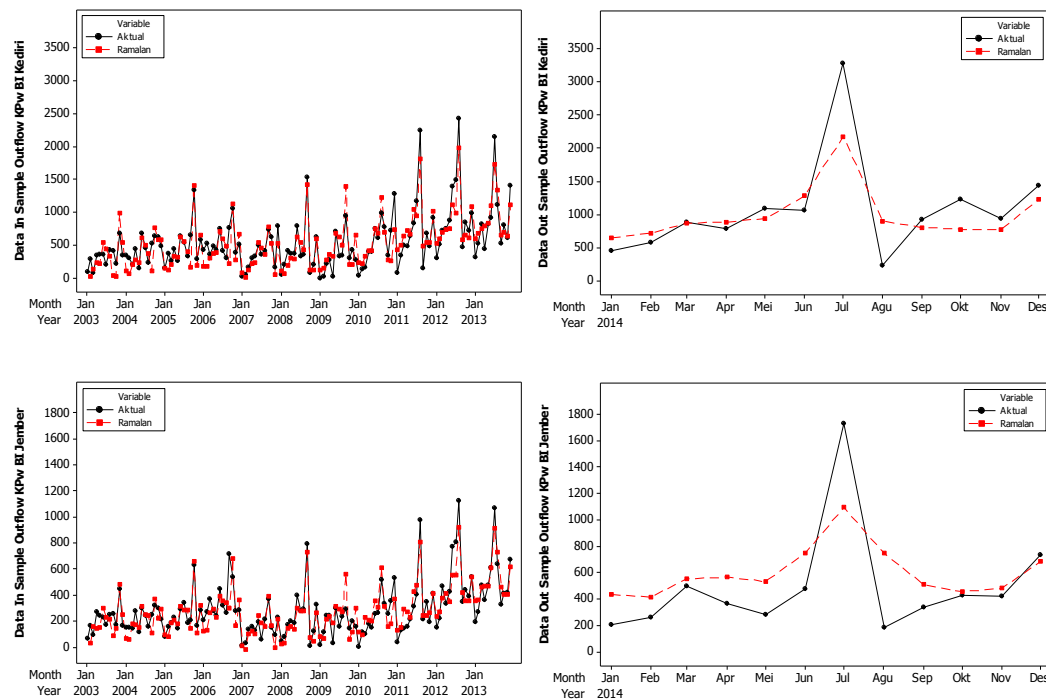 Data In Sample Outflow KPw BI Kediri
Variable
Aktual
Ramalan
3500
3000
2500
2000
1500
1000
500
0
Month Jan Jan Jan Jan Jan Jan Jan Jan Jan Jan Jan
Year 2003 2004 2005 2006 2007 2008 2009 2010 2011 2012 2013
Data Out Sample Outflow KPw BI Kediri
Variable
Aktual
Ramalan
3500
3000
2500
2000
1500
1000
500
0
Month Jan Feb Mar Apr Mei Jun Jul Agu Sep Okt Nov Des
Year 2014
Data In Sample Outflow KPw BI Jember
Variable
Aktual
Ramalan
1800
1600
1400
1200
1000
800
600
400
200
0
Month Jan Jan Jan Jan Jan Jan Jan Jan Jan Jan Jan
Year 2003 2004 2005 2006 2007 2008 2009 2010 2011 2012 2013
Data Out Sample Outflow KPw BI Jember
Variable
Aktual
Ramalan
1800
1600
1400
1200
1000
800
600
400
200
0
Month Jan Feb Mar Apr Mei Jun Jul Agu Sep Okt Nov Des
Year 2014